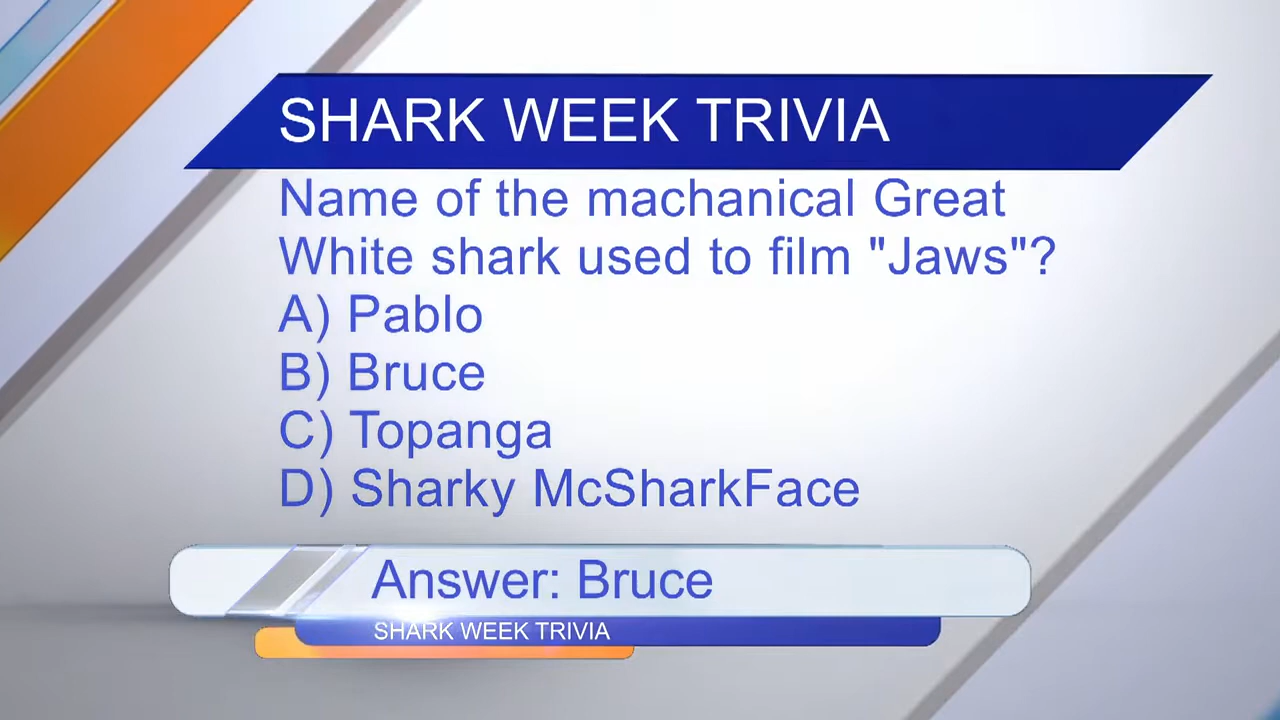 SHARK WEEK TRIVIA
Name of the machanical Great
White shark used to film "Jaws"?
A) Pablo
B) Bruce
C) Topanga
D) Sharky McSharkFace
Answer: Bruce
SHARK WEEK TRIVIA